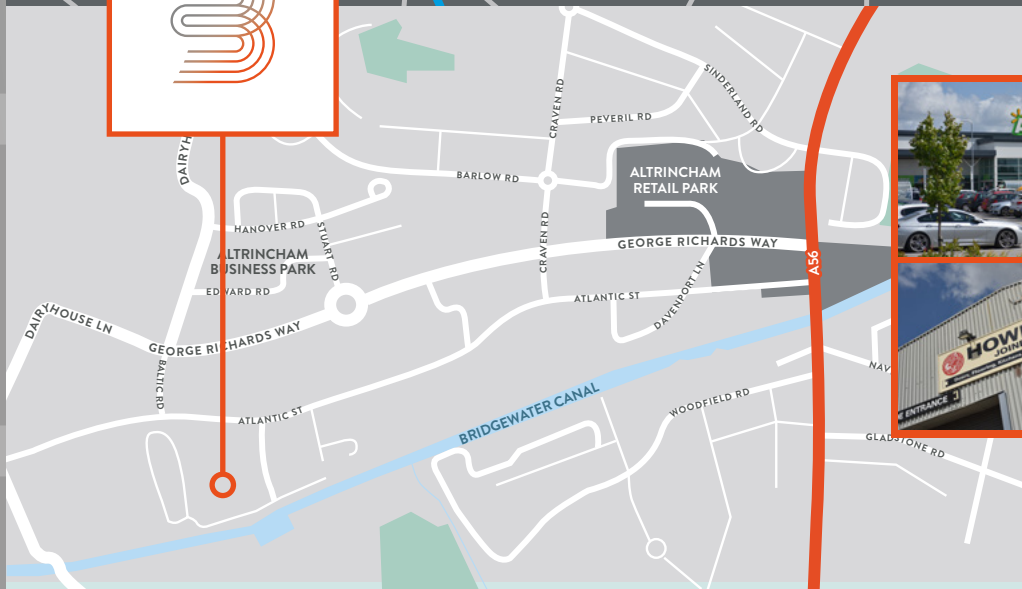 SINDERLAND RD
CRAVEN RD
PEVERIL RD
DAIRYH
BARLOW RD
ALTRINCHAM
RETAIL PARK
HANOVER RD
STUART RD
CRAVEN RD
GEORGE RICHARDS WAY
ALTRINCHAM
BUSINESS PARK
A56
EDWARD RD
ATLANTIC ST
DAVENPORT LN
DAIRYHOUSE LN
GEORGE RICHARDS WAY
BALTIC RD
HOW
JOINE
E ENTRANCE
NAV
ATLANTIC ST
BRIDGEWATER CANAL
WOODFIELD RD
GLADSTONE RD